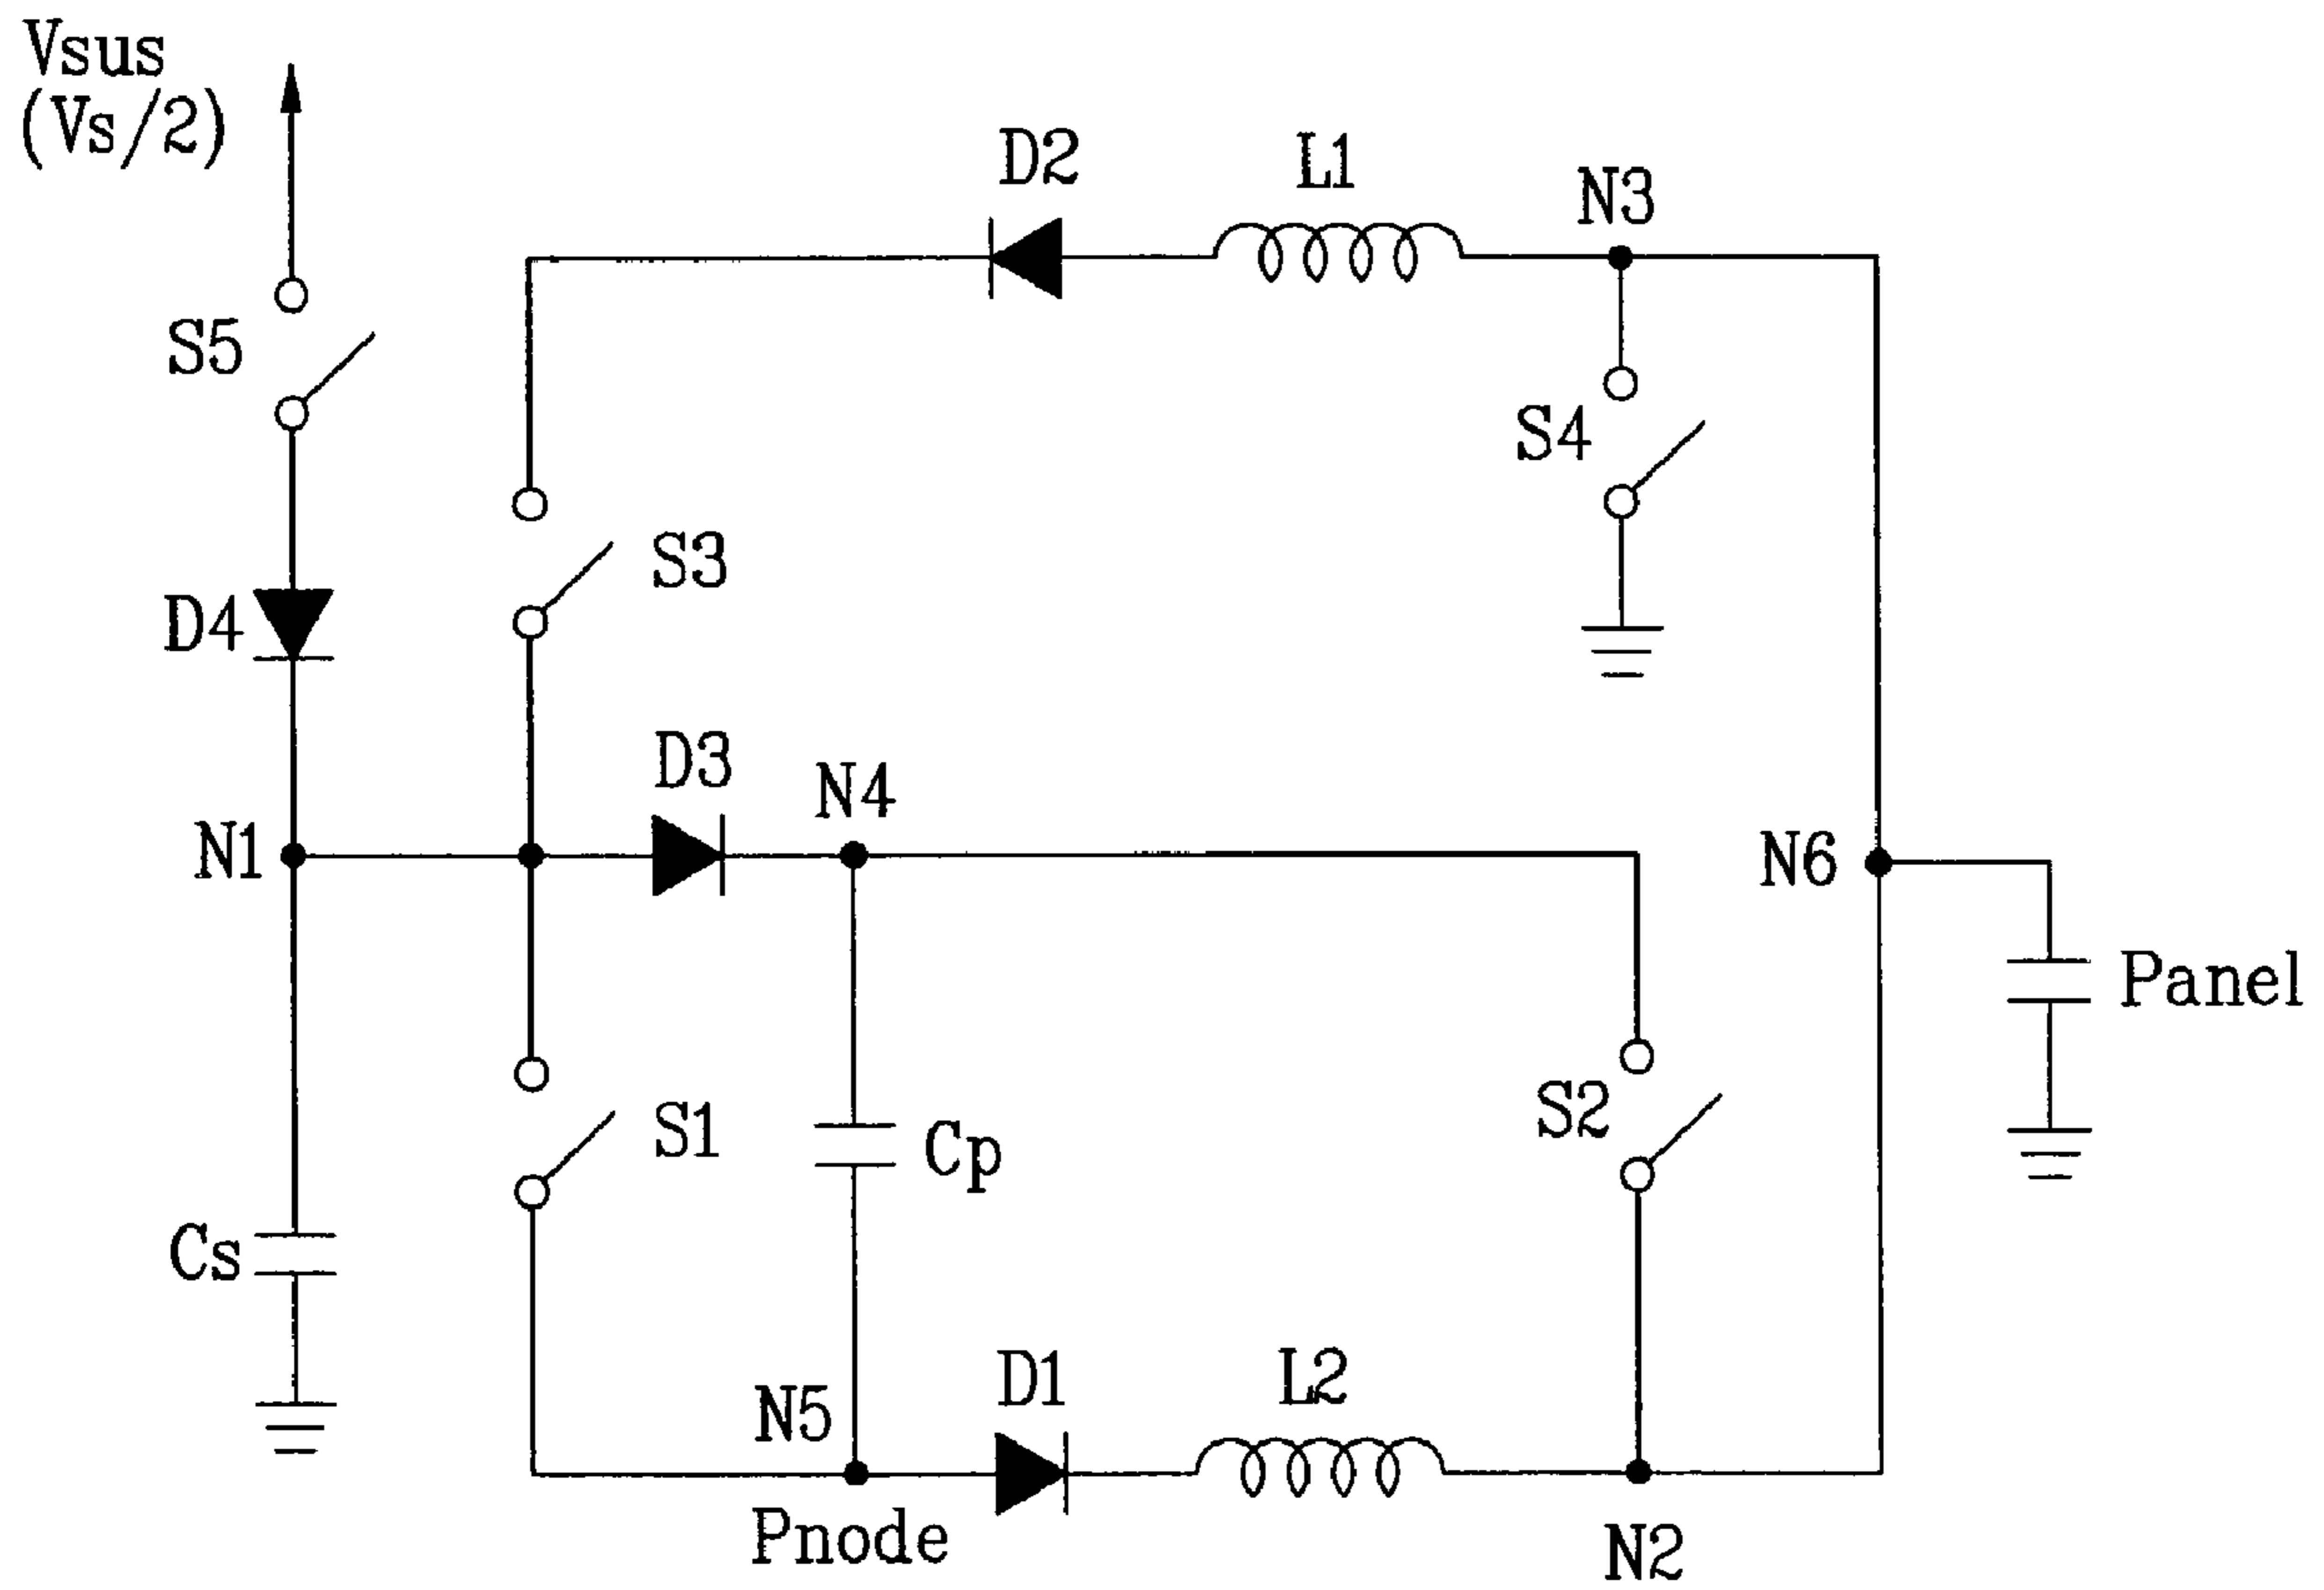 Vsus
(Vs/2)
D2
L1
N3
S5
S4
S3
D4
D3
N4
N1
N6
Panel
S1
Cp
S2
Cs
D1
L2
N5
Pnode
N2